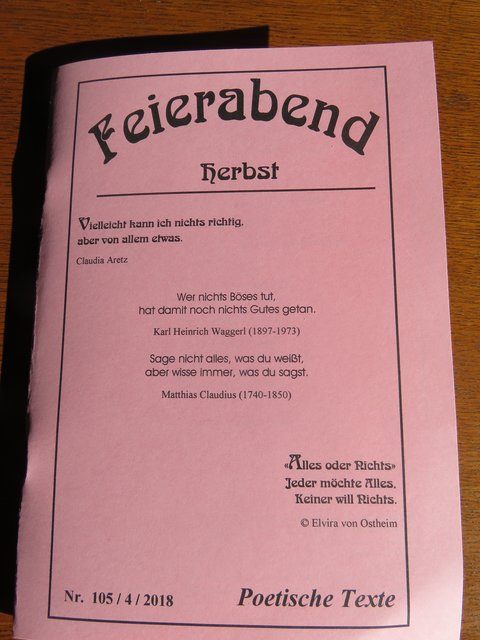 Feierabend
Herbst
Vielleicht kann ich nichts richtig,
aber von allem etwas.
Claudia Aretz
Wer nichts Böses tut,
hat damit noch nichts Gutes getan.
Karl Heinrich Waggerl (1897-1973)
Sage nicht alles, was du weißt,
aber wisse immer, was du sagst.
Matthias Claudius (1740-1850)
«Alles oder Nichts»
Jeder möchte Alles,
Keiner will Nichts.
© Elvira von Ostheim
Nr. 105/4/2018
Poetische Texte